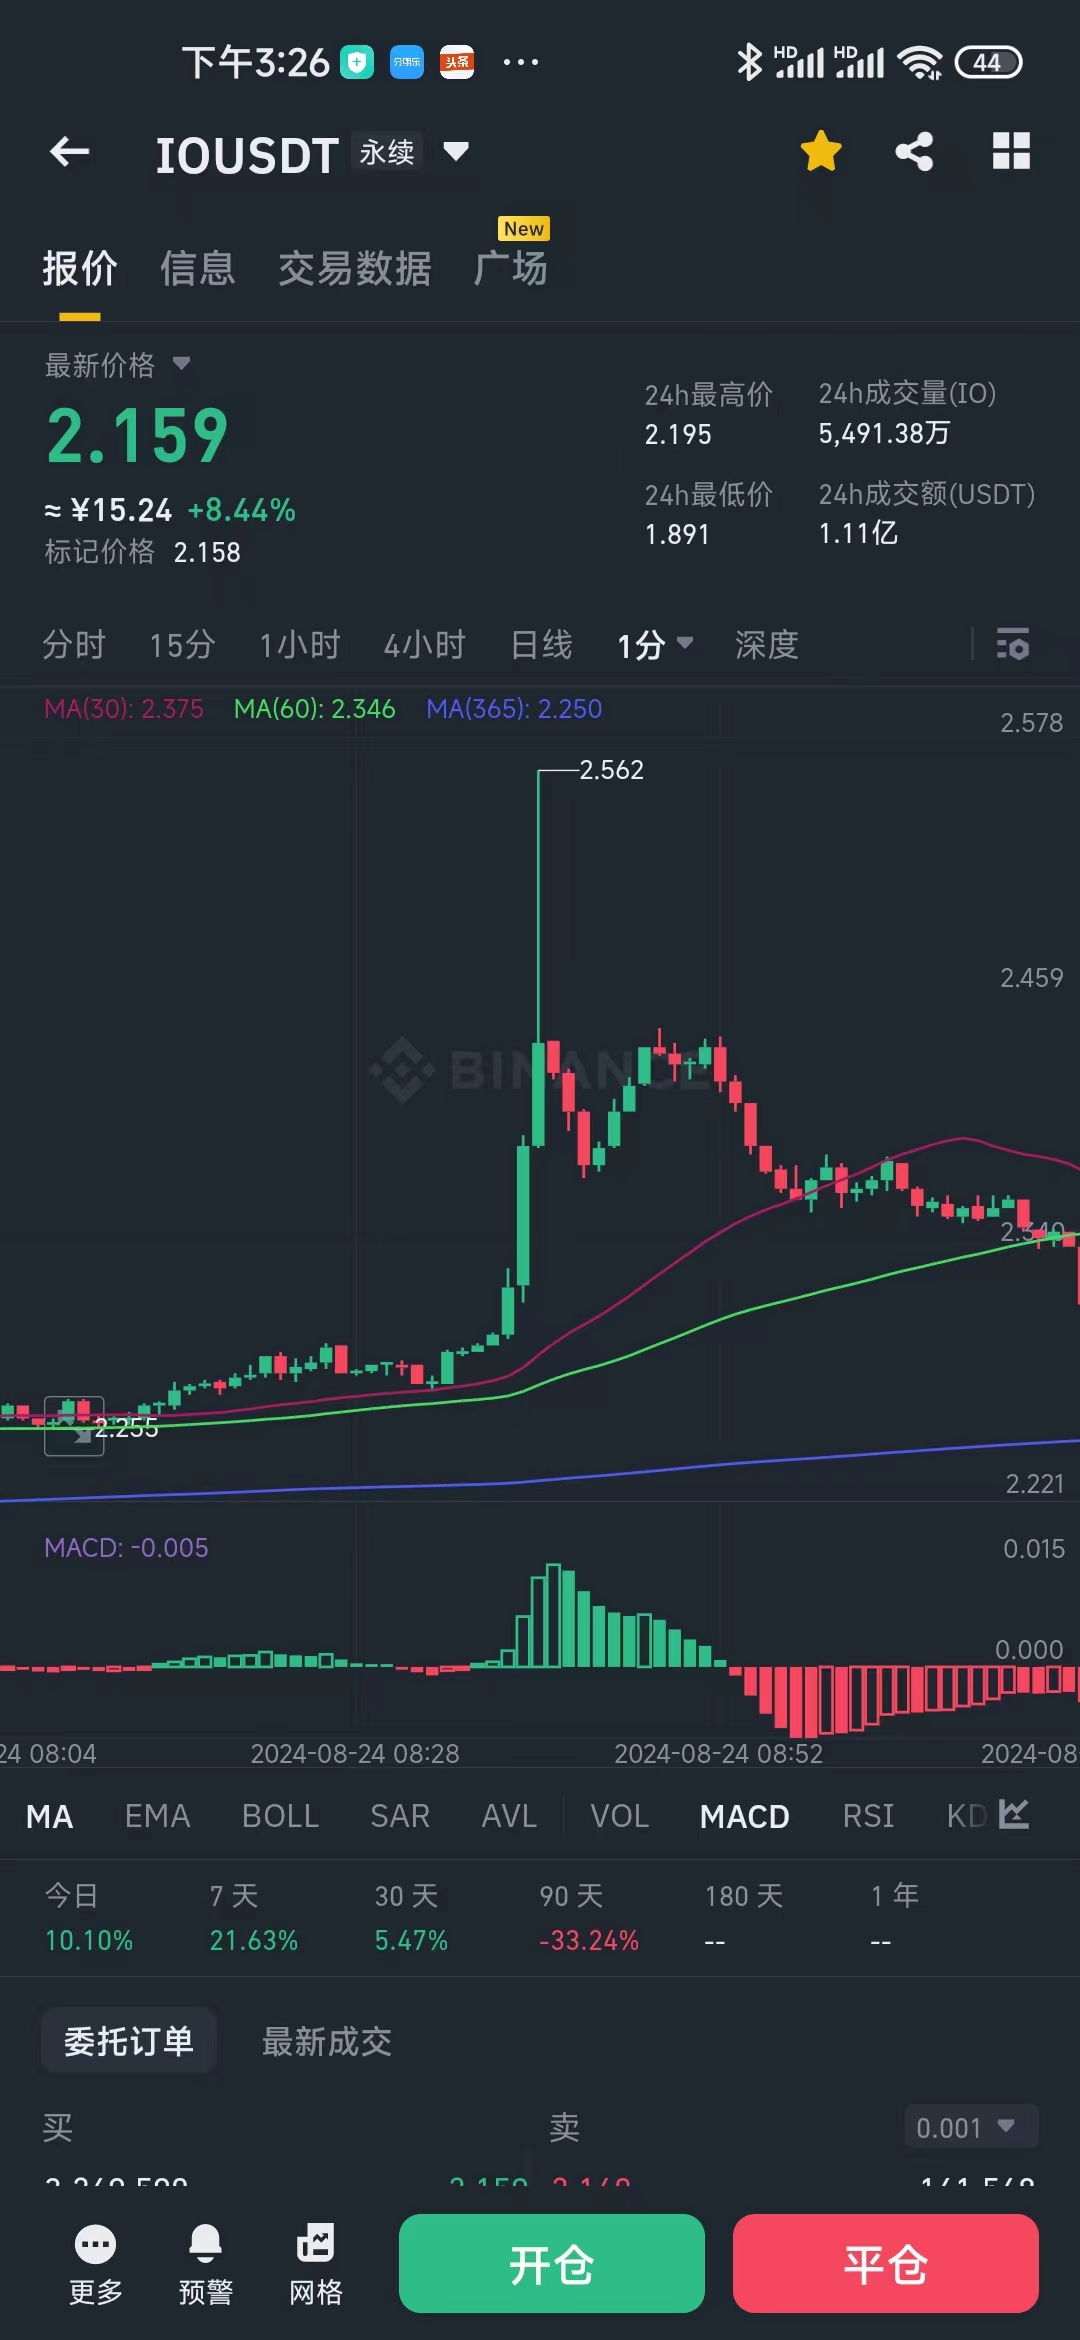 下午3:26 分期乐 头条 ... HD HD 44
IOUSDT 永续
New
报价 信息 交易数据 广场
最新价格
2.159
≈ ¥15.24 +8.44%
标记价格 2.158
24h最高价 24h成交量(IO)
2.195 5,491.38万
24h最低价 24h成交额(USDT)
1.891 1.11亿
分时 15分 1小时 4小时 日线 1分 深度
MA(30): 2.375 MA(60): 2.346 MA(365): 2.250
2.578
2.562
2.459
BINANCE
2.340
2.255
2.221
MACD: -0.005
0.015
0.000
24 08:04 2024-08-24 08:28 2024-08-24 08:52 2024-08-
MA EMA BOLL SAR AVL VOL MACD RSI KD
今日 7 天 30 天 90 天 180 天 1 年
10.10% 21.63% 5.47% -33.24% -- --
委托订单 最新成交
买 卖 0.001
更多 预警 网格 开仓 平仓